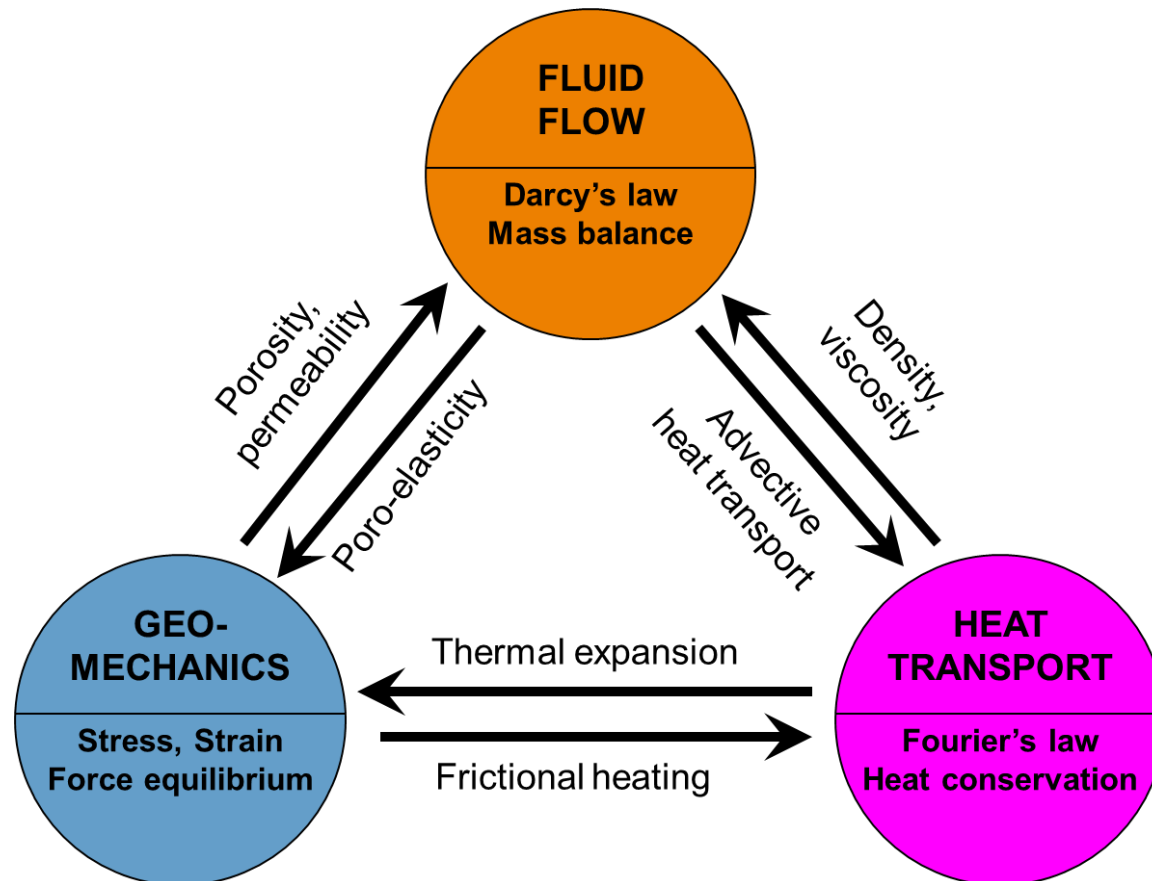 FLUID
FLOW
Darcy's law
Mass balance
Porosity,
permeability
Poro-elasticity
Density,
viscosity
Advective
heat transport
GEO-
MECHANICS
Stress, Strain
Force equilibrium
Thermal expansion
Frictional heating
HEAT
TRANSPORT
Fourier's law
Heat conservation